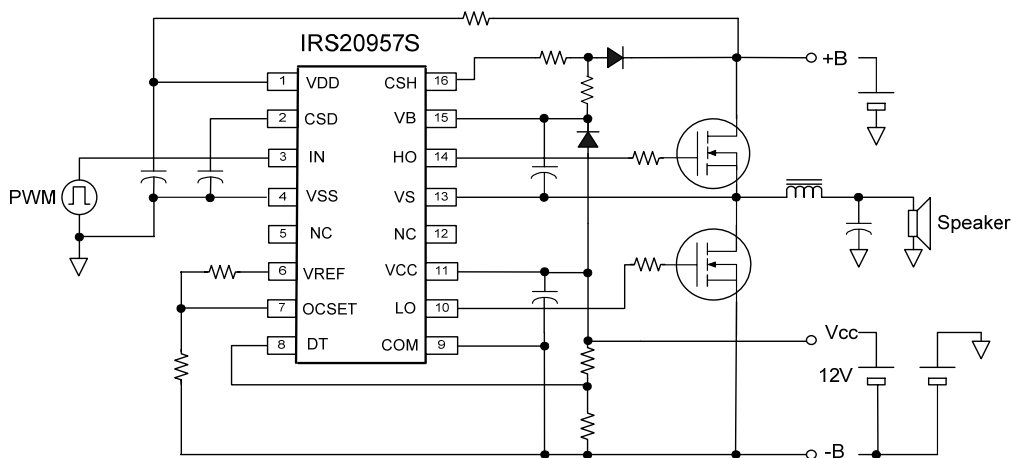 IRS20957S
1 VDD CSH 16
2 CSD VB 15
3 IN HO 14
4 VSS VS 13
5 NC NC 12
6 VREF VCC 11
7 OCSET LO 10
8 DT COM 9
PWM
+B
Speaker
Vcc
12V
-B